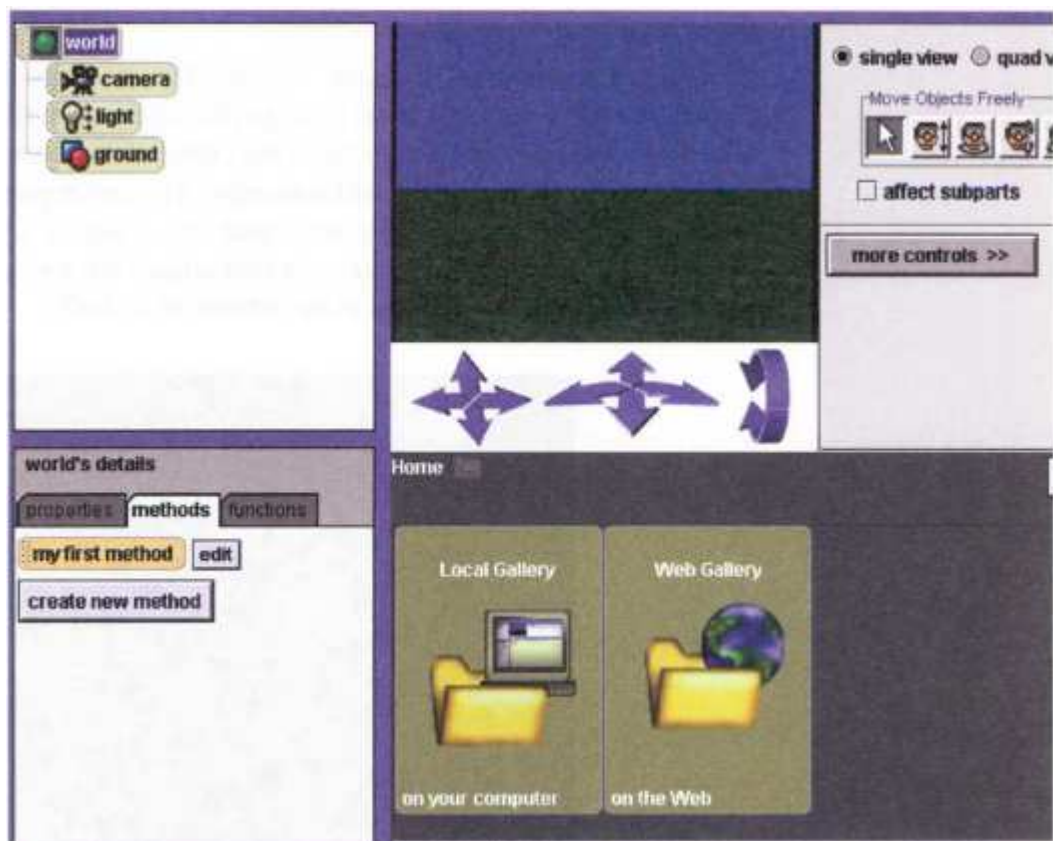 world
camera
light
ground
single view quad v
Move Objects Freely
affect subparts
more controls >>
world's details
properties methods functions
my first method edit
create new method
Home
Local Gallery
on your computer
Web Gallery
on the Web